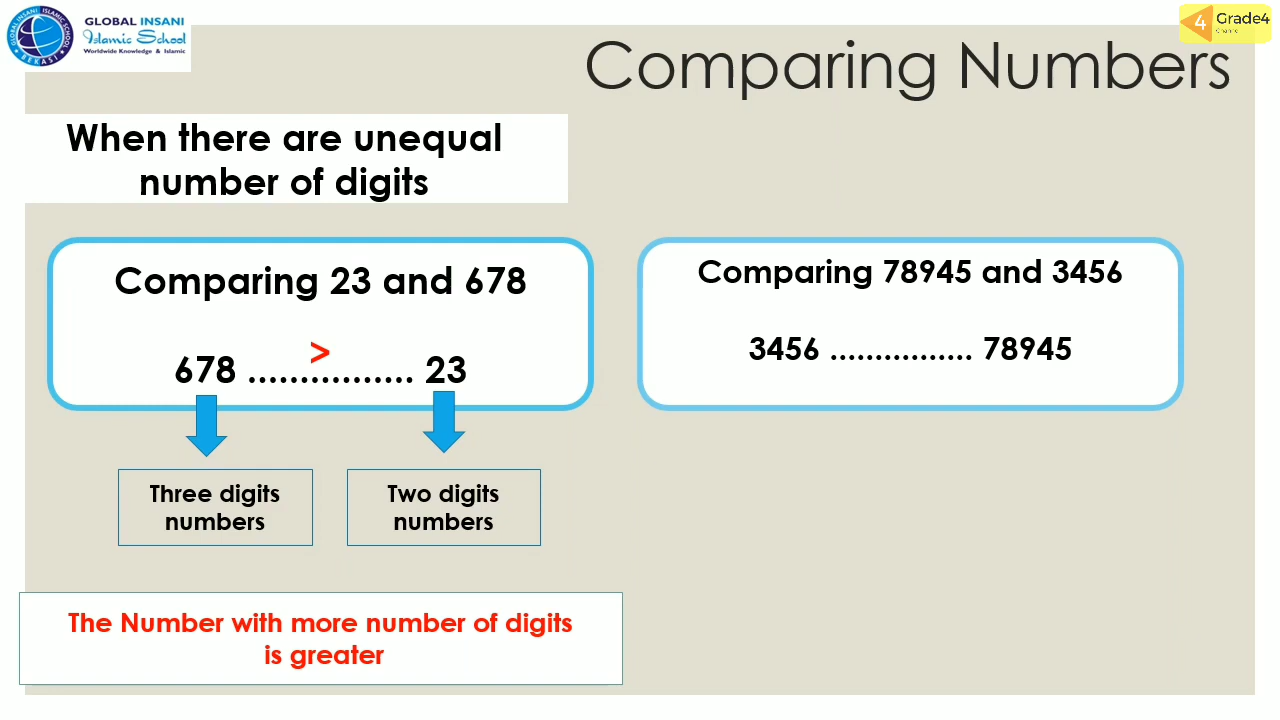 GLOBAL INSANI
Islamic School
Worldwide Knowledge & Islamic
BEKASI
4 Grade4
Comparing Numbers
When there are unequal
number of digits
Comparing 23 and 678
>
678 ................ 23
Three digits
numbers
Two digits
numbers
The Number with more number of digits
is greater
Comparing 78945 and 3456
3456 ................ 78945